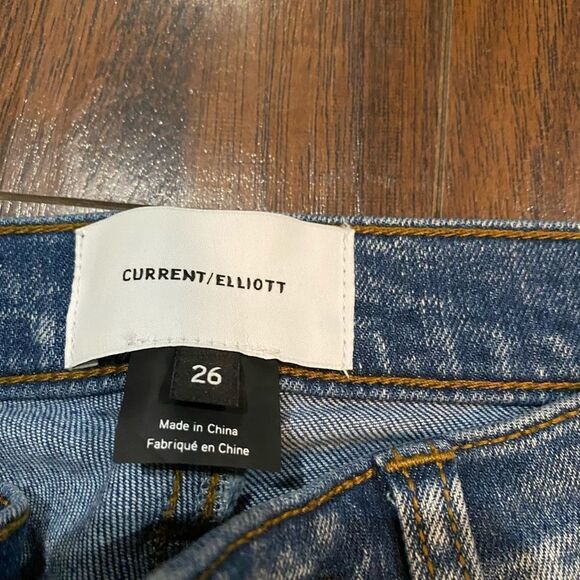 CURRENT/ELLIOTT
26
Made in China
Fabriqué en Chine